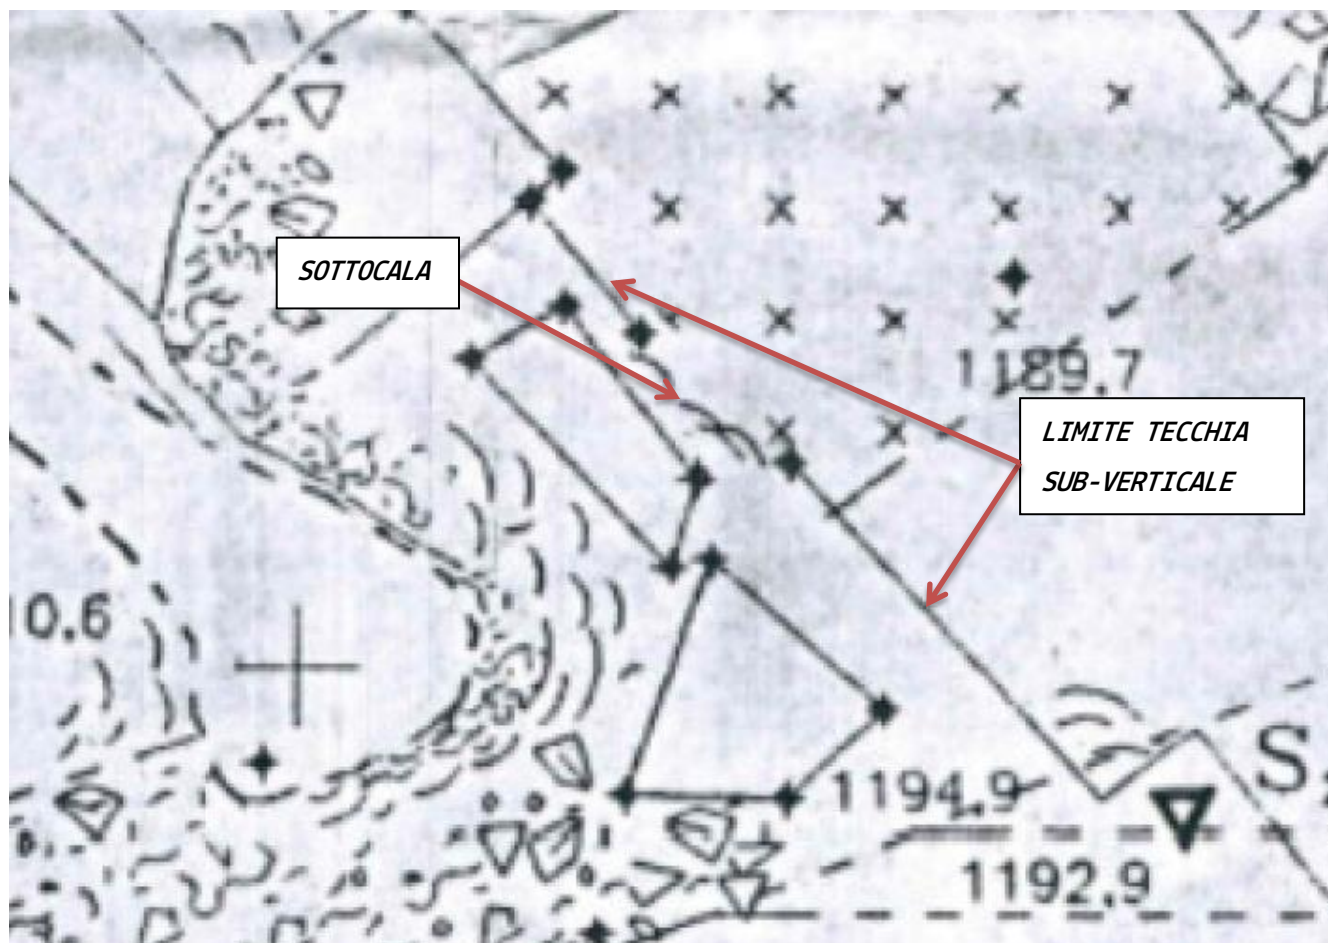 SOTTOCALA
1189.7
LIMITE TECCHIA
SUB-VERTICALE
10.6
S
1194.9
1192.9